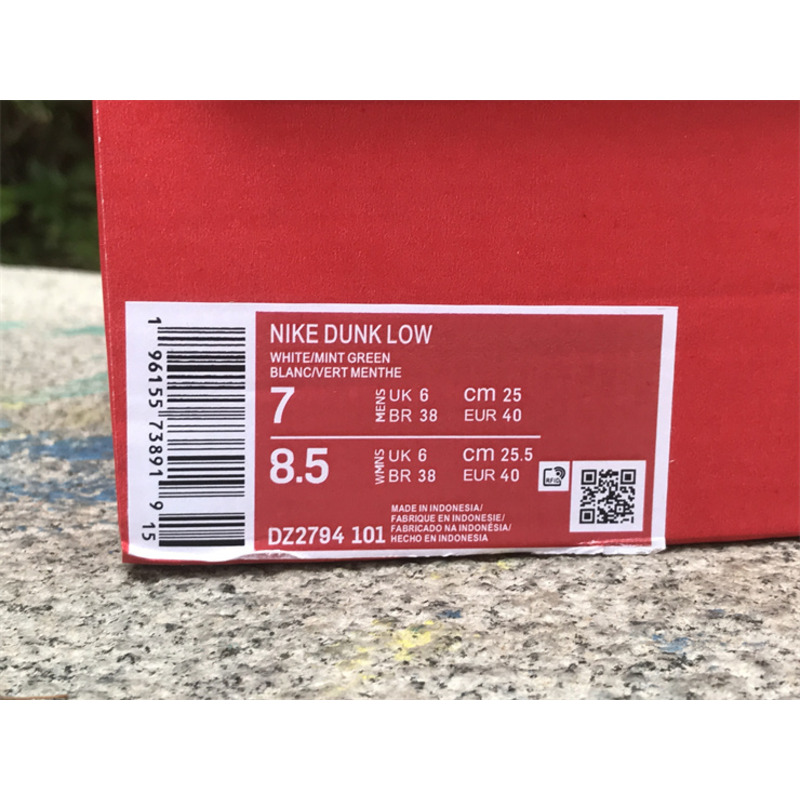 1 96155 73891 9 15
NIKE DUNK LOW
WHITE/MINT GREEN
BLANC/VERT MENTHE
7 MENS UK 6 cm 25
BR 38 EUR 40
8.5 WMNS UK 6 cm 25.5
BR 38 EUR 40
RFID
DZ2794 101
MADE IN INDONESIA/
FABRIQUE EN INDONESIE/
FABRICADO NA INDONÉSIA/
HECHO EN INDONESIA